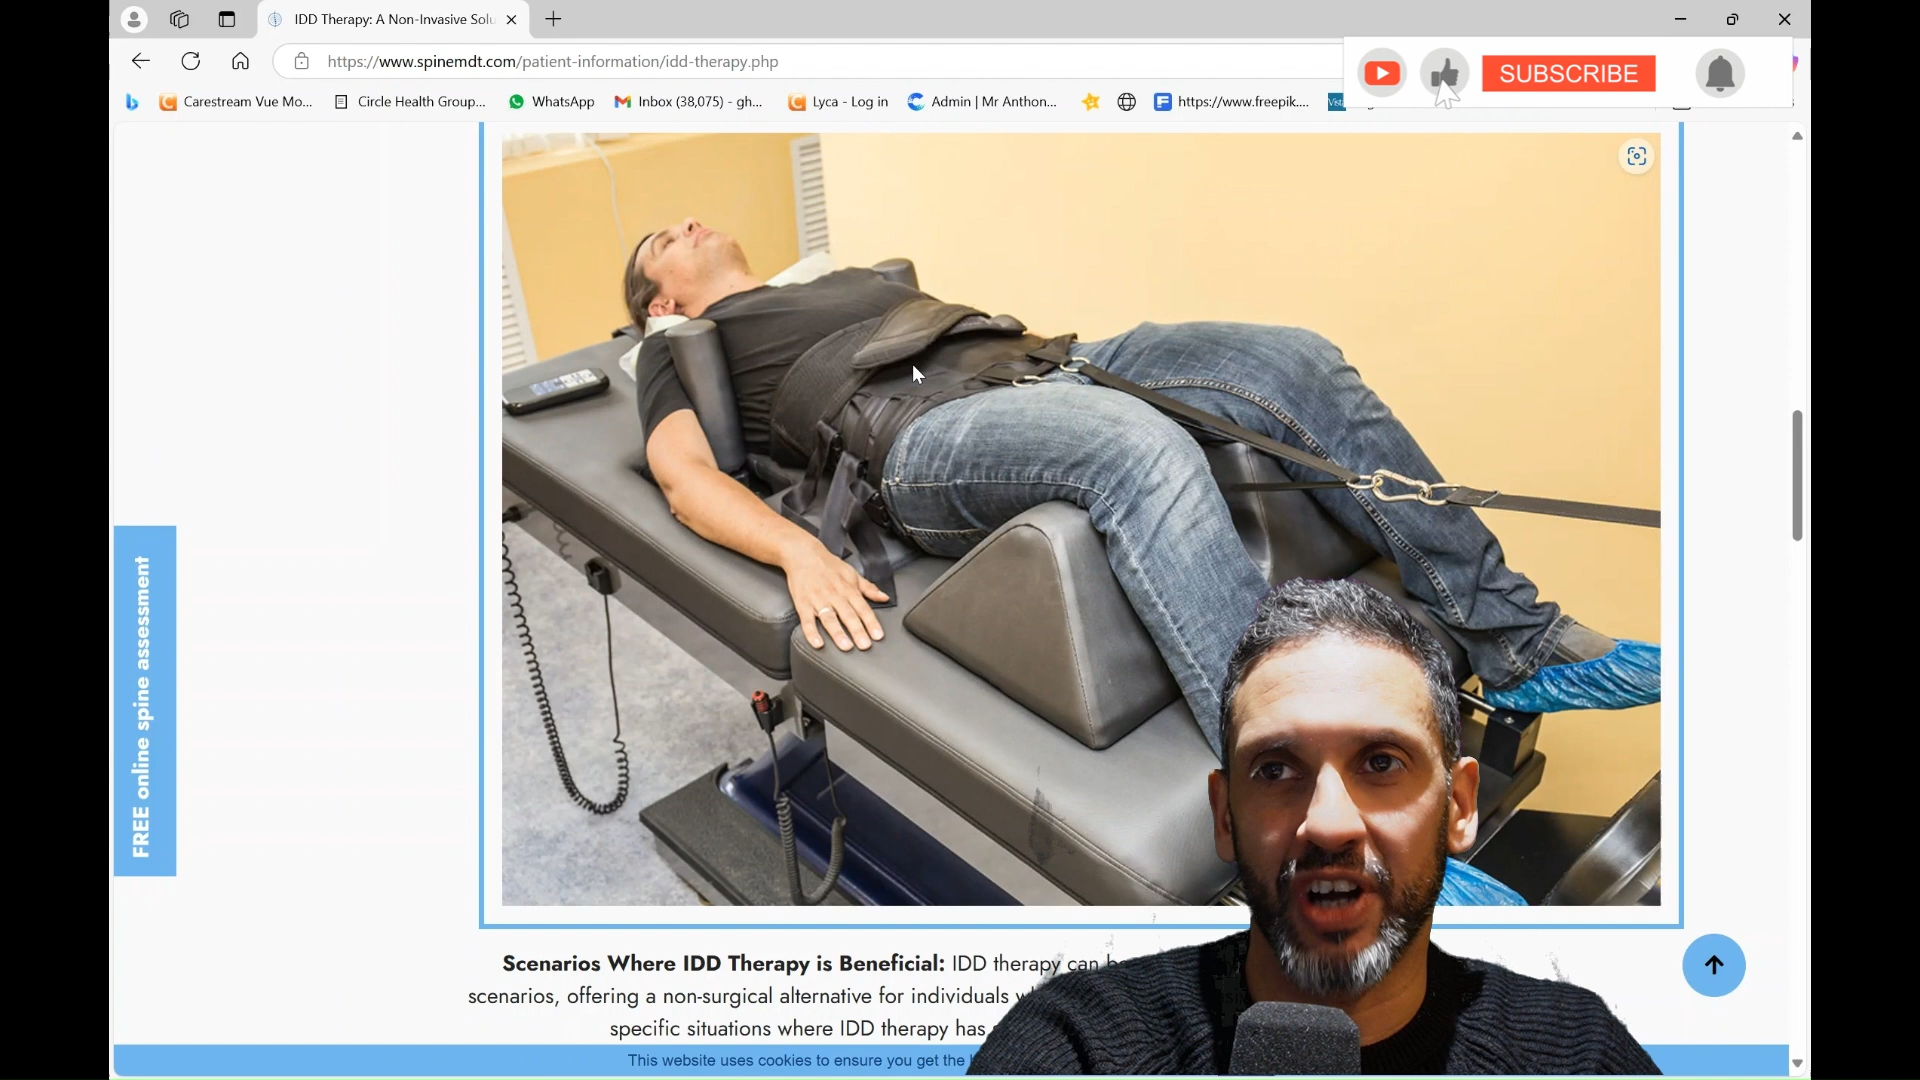 IDD Therapy: A Non-Invasive Solu
https://www.spinemdt.com/patient-information/idd-therapy.php
SUBSCRIBE
Carestream Vue Mo...
Circle Health Group...
WhatsApp
Inbox (38,075) - gh...
Lyca - Log in
Admin | Mr Anthon...
https://www.freepik....
FREE online spine assessment
Scenarios Where IDD Therapy is Beneficial: IDD therapy can
scenarios, offering a non-surgical alternative for individuals
specific situations where IDD therapy has
This website uses cookies to ensure you get the